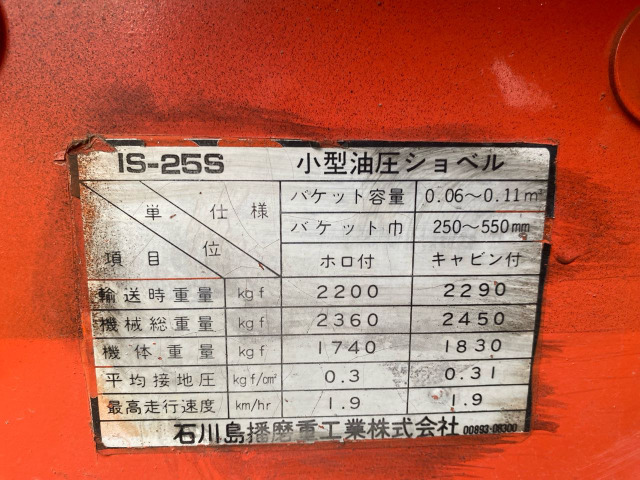 IS-25S 小型油圧ショベル
単 仕様 バケット容量 0.06〜0.11m³
バケット巾 250〜550mm
項目 位 ホロ付 キャビン付
輸送時重量 kgf 2200 2290
機械総重量 kgf 2360 2450
機体重量 kgf 1740 1830
平均接地圧 kgf/cm² 0.3 0.31
最高走行速度 km/hr 1.9 1.9
石川島播磨重工業株式会社 00893-08300